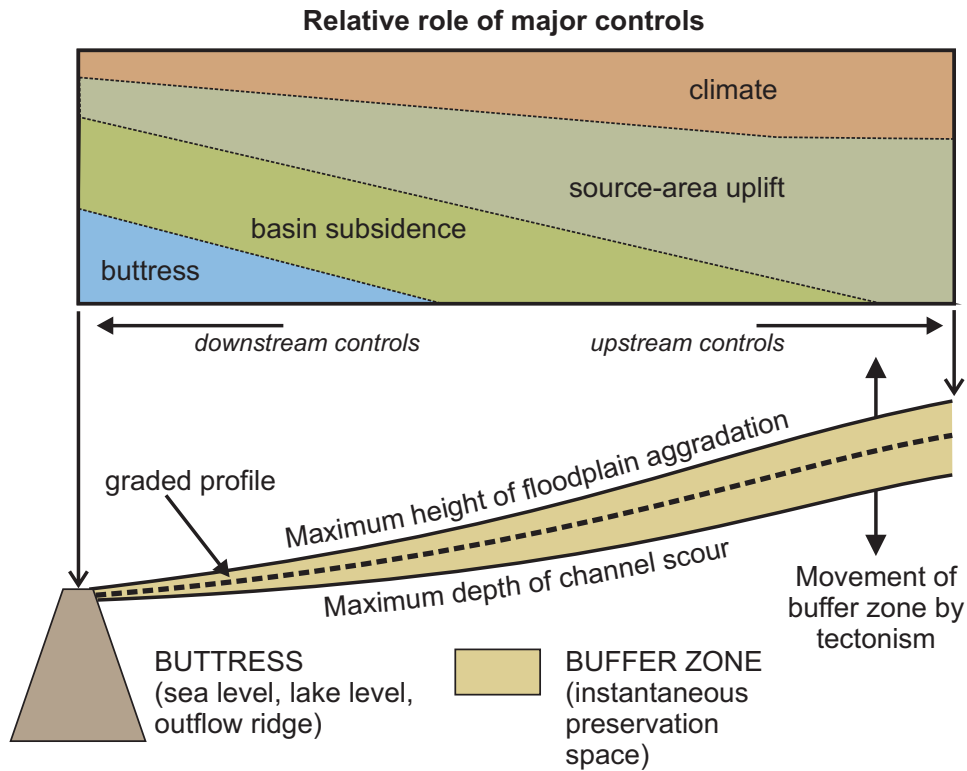 Relative role of major controls
climate
source-area uplift
basin subsidence
buttress
downstream controls
upstream controls
graded profile
Maximum height of floodplain aggradation
Maximum depth of channel scour
Movement of
buffer zone by
tectonism
BUTTRESS
(sea level, lake level,
outflow ridge)
BUFFER ZONE
(instantaneous
preservation
space)